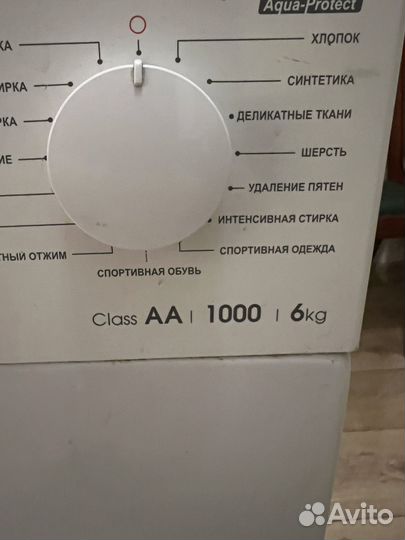 Aqua-Protect
ХЛОПОК
СИНТЕТИКА
ДЕЛИКАТНЫЕ ТКАНИ
ШЕРСТЬ
УДАЛЕНИЕ ПЯТЕН
ИНТЕНСИВНАЯ СТИРКА
СПОРТИВНАЯ ОДЕЖДА
СПОРТИВНАЯ ОБУВЬ
ОТЖИМ
Class AA | 1000 | 6kg
Avito